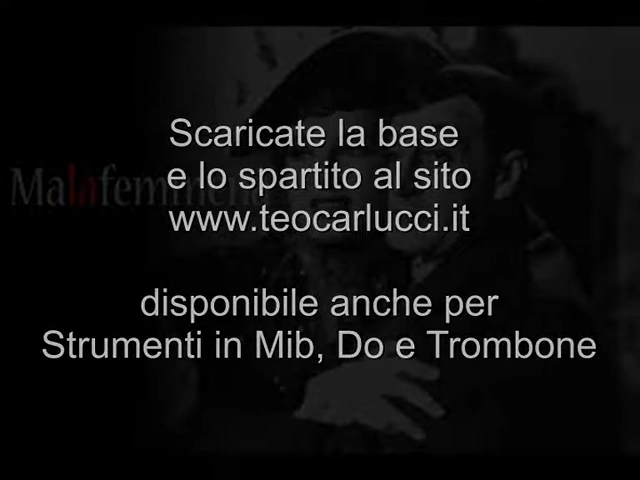 Scaricate la base
e lo spartito al sito
www.teocarlucci.it
Malafemmena
disponibile anche per
Strumenti in Mib, Do e Trombone